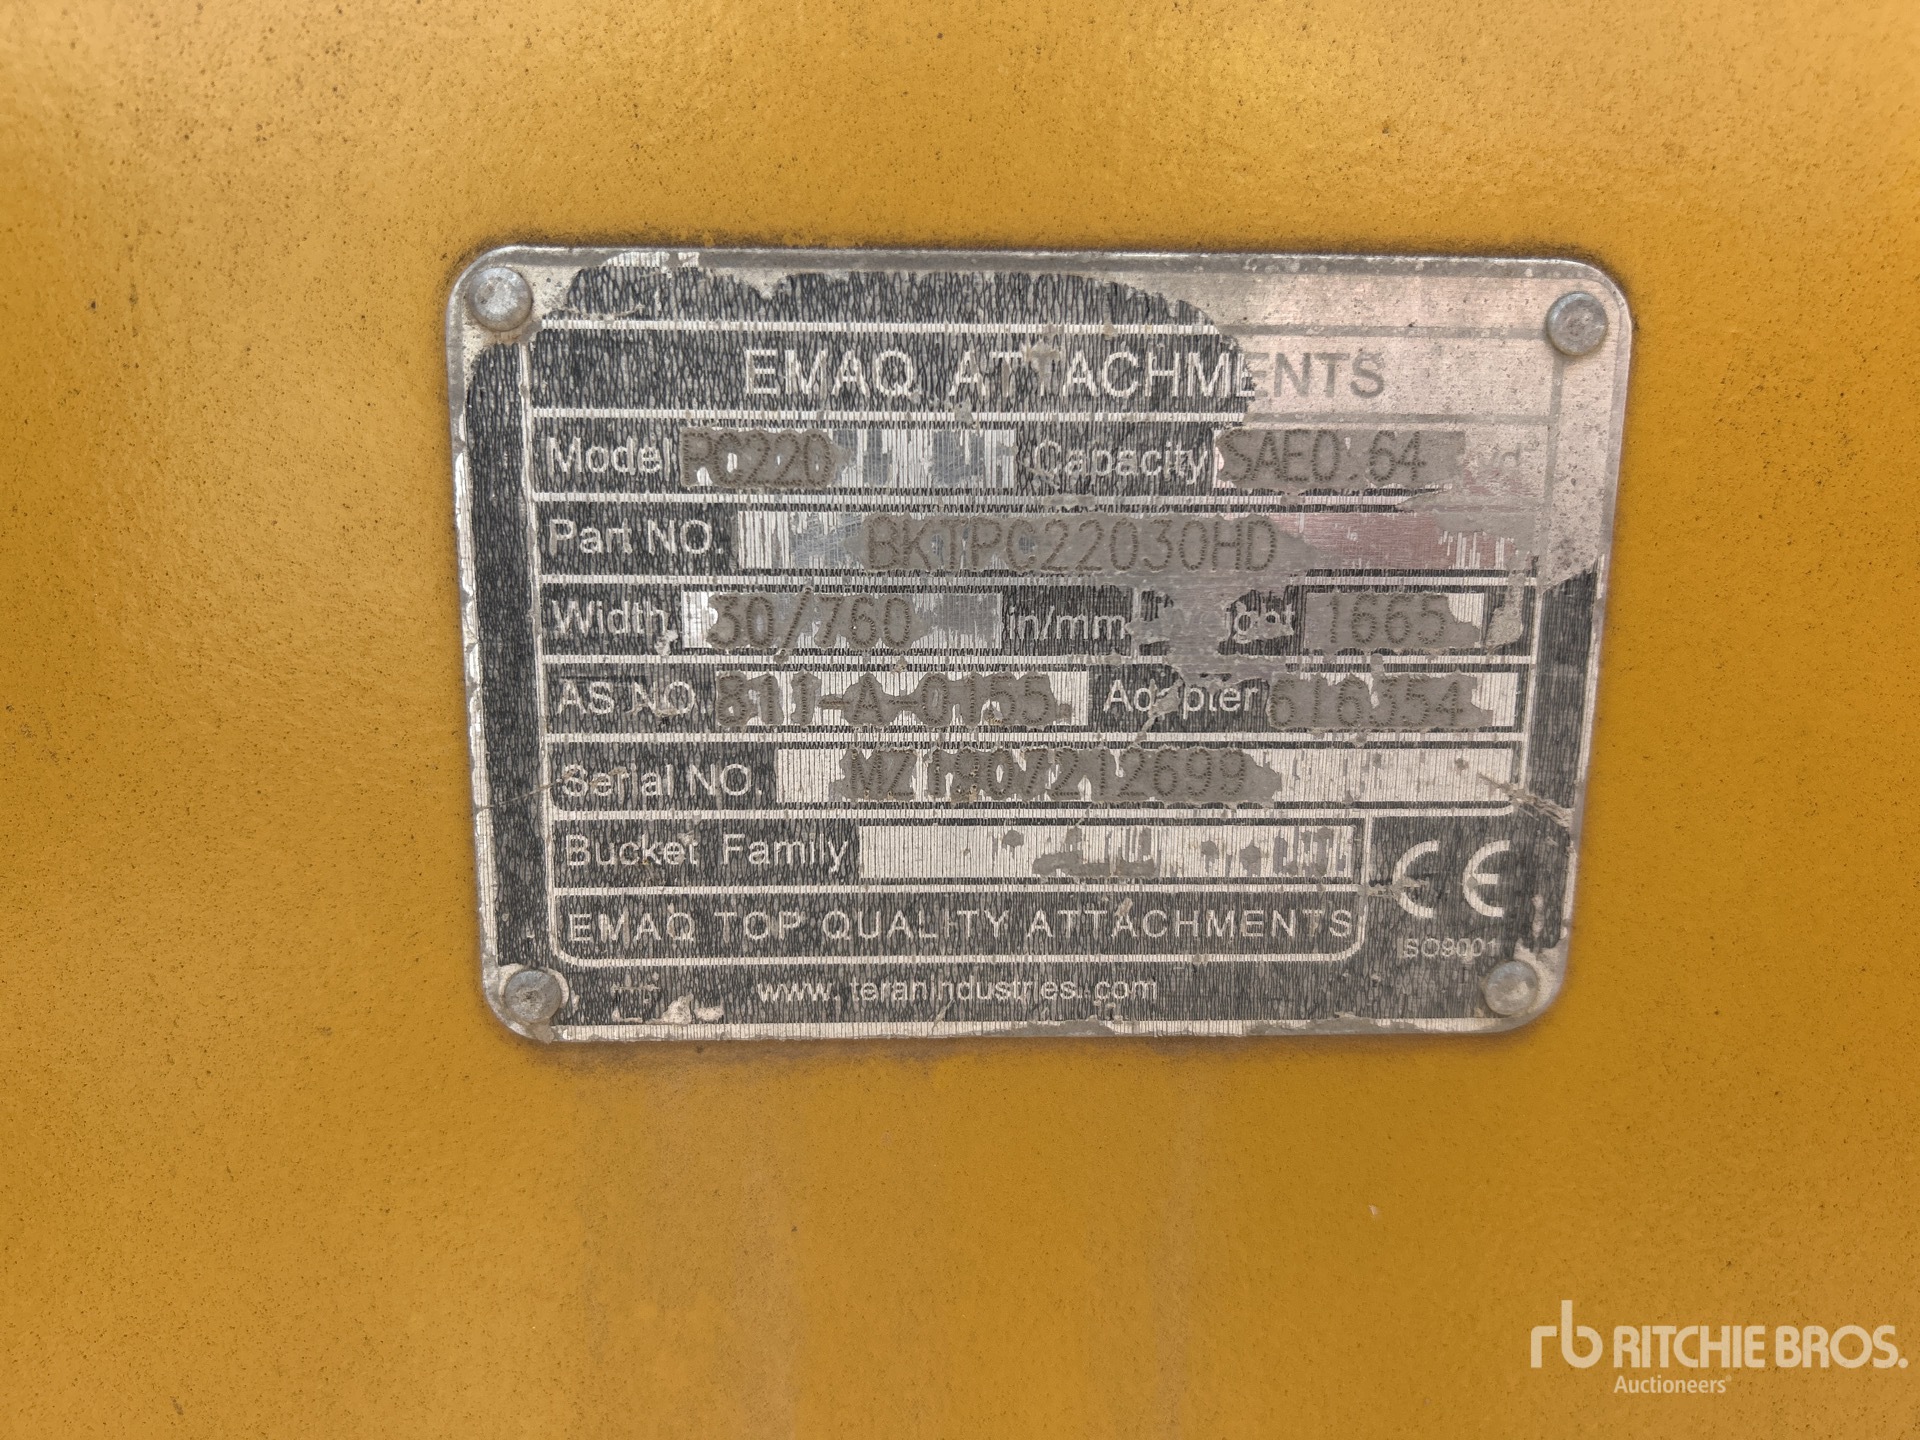 EMAQ ATTACHMENTS
Model PC220 Capacity SAE0.64
Part NO. BKTPC22030HD
Width 30/760 in/mm 1665
AS NO 811-A-0155 Adapter 616354
Serial NO. MZ1907212699
Bucket Family
EMAQ TOP QUALITY ATTACHMENTS
CE
ISO9001
www.teranindustries.com
rb RITCHIE BROS.
Auctioneers